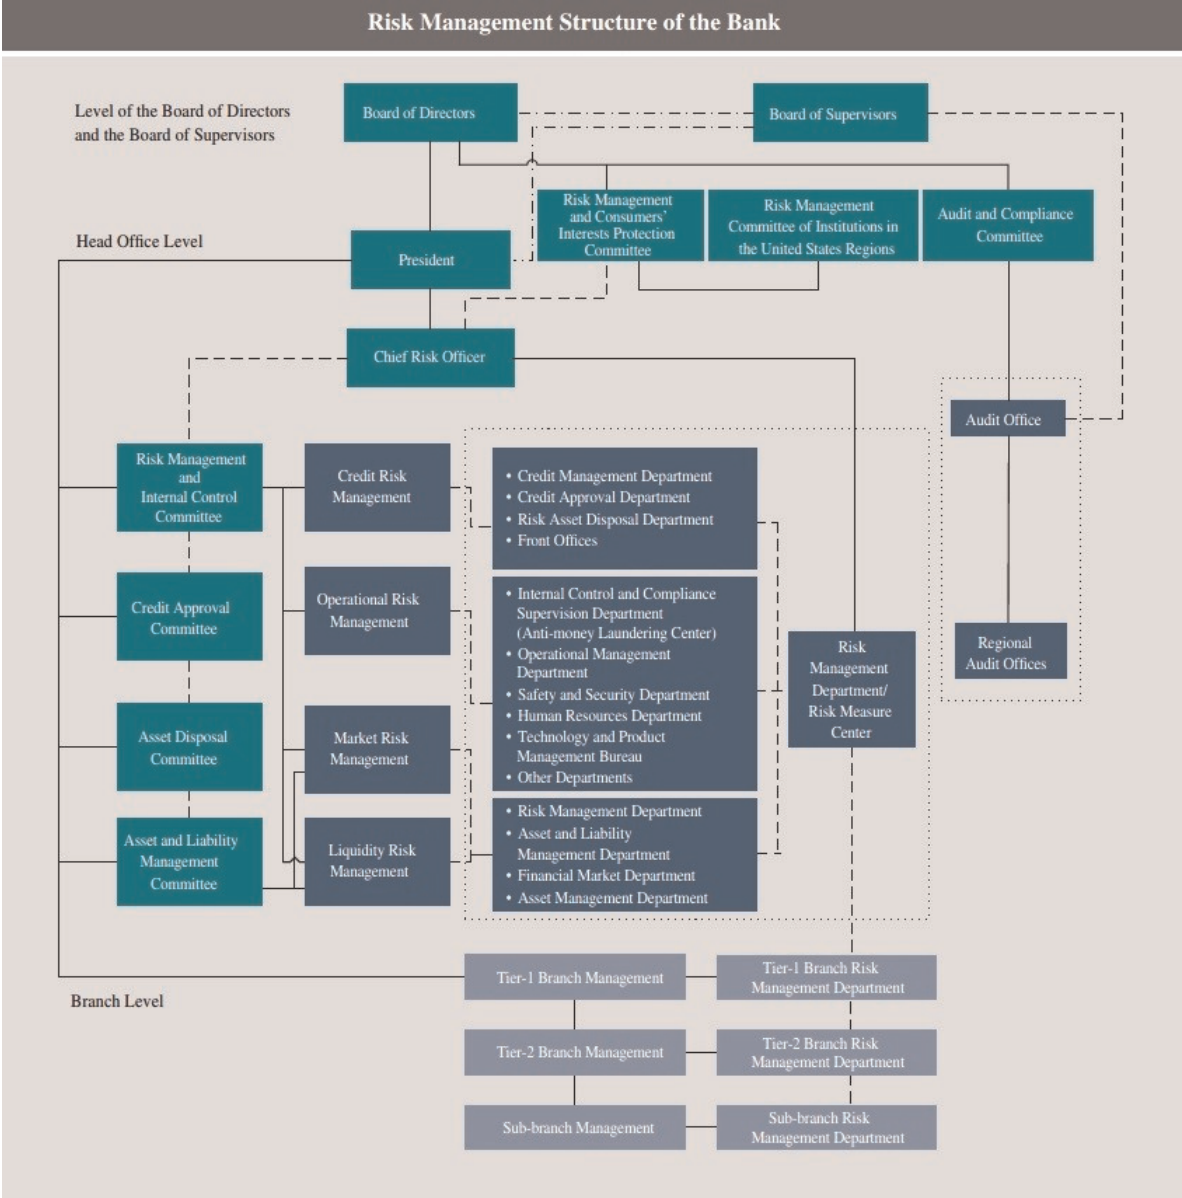 Risk Management Structure of the Bank
Level of the Board of Directors
and the Board of Supervisors
Board of Directors
Board of Supervisors
Risk Management
and Consumers'
Interests Protection
Committee
Risk Management
Committee of Institutions in
the United States Regions
Audit and Compliance
Committee
Head Office Level
President
Chief Risk Officer
Audit Office
Regional
Audit Offices
Risk Management
and
Internal Control
Committee
Credit Approval
Committee
Asset Disposal
Committee
Asset and Liability
Management
Committee
Credit Risk
Management
Operational Risk
Management
Market Risk
Management
Liquidity Risk
Management
• Credit Management Department
• Credit Approval Department
• Risk Asset Disposal Department
• Front Offices
• Internal Control and Compliance
Supervision Department
(Anti-money Laundering Center)
• Operational Management
Department
• Safety and Security Department
• Human Resources Department
• Technology and Product
Management Bureau
• Other Departments
• Risk Management Department
• Asset and Liability
Management Department
• Financial Market Department
• Asset Management Department
Risk
Management
Department/
Risk Measure
Center
Branch Level
Tier-1 Branch Management
Tier-1 Branch Risk
Management Department
Tier-2 Branch Management
Tier-2 Branch Risk
Management Department
Sub-branch Management
Sub-branch Risk
Management Department